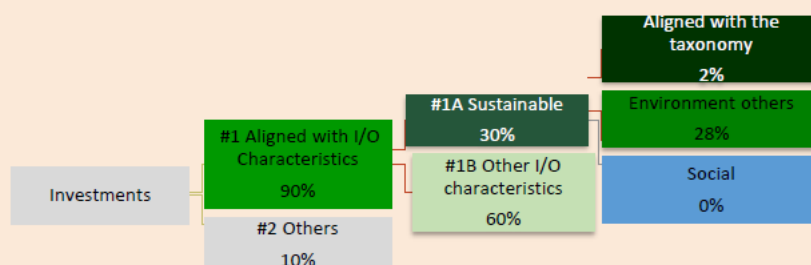 Investments
#1 Aligned with I/O
Characteristics
90%
#2 Others
10%
#1A Sustainable
30%
#1B Other I/O
characteristics
60%
Aligned with the
taxonomy
2%
Environment others
28%
Social
0%